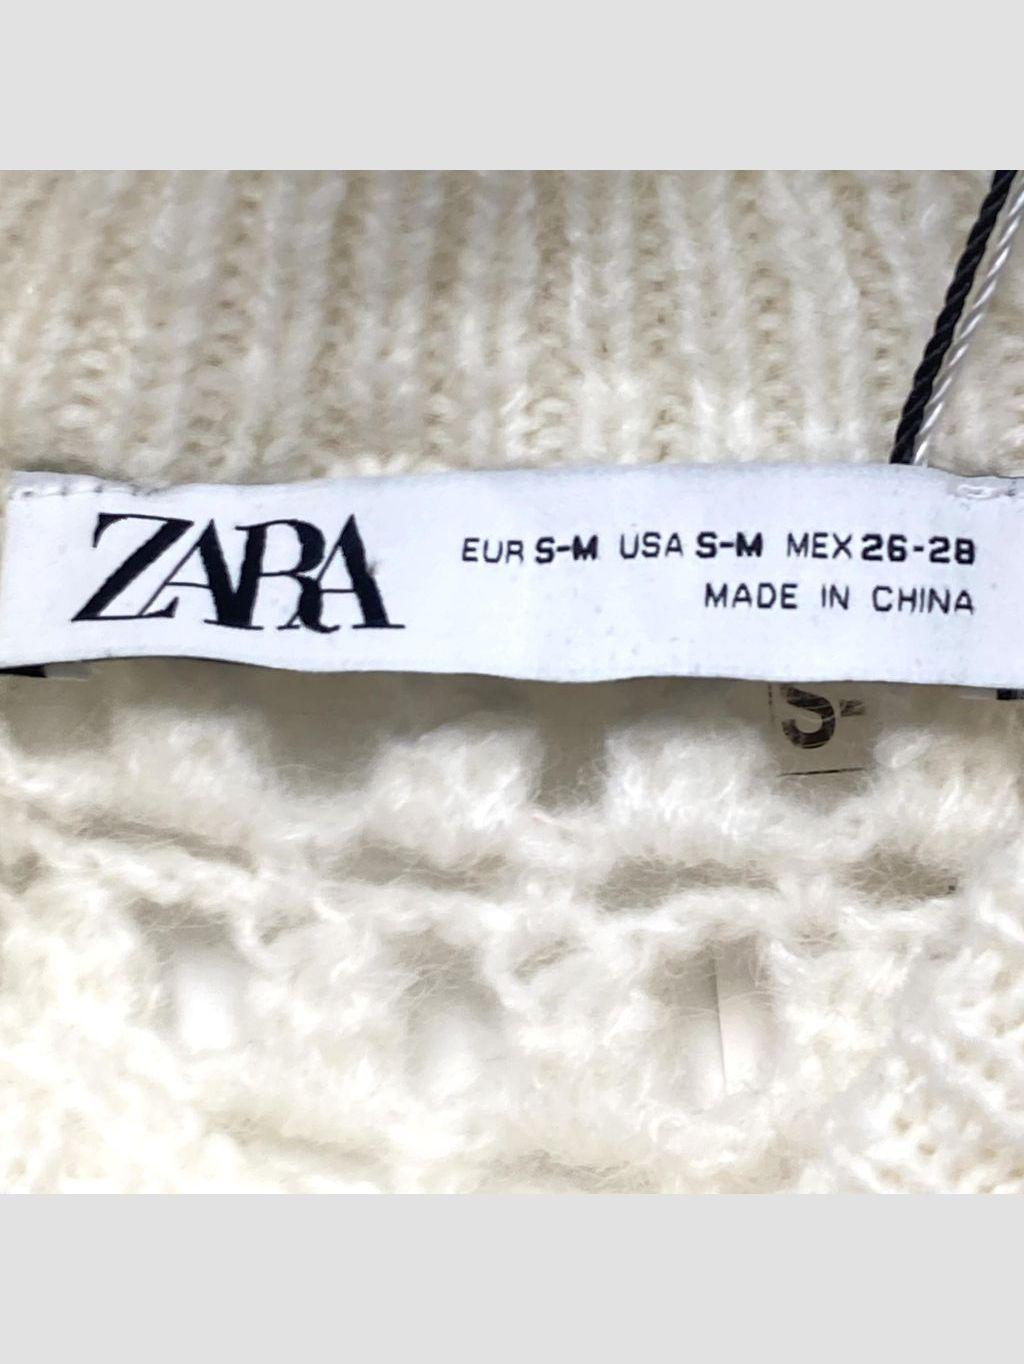 ZARA
EUR S-M USA S-M MEX 26-28
MADE IN CHINA
S-